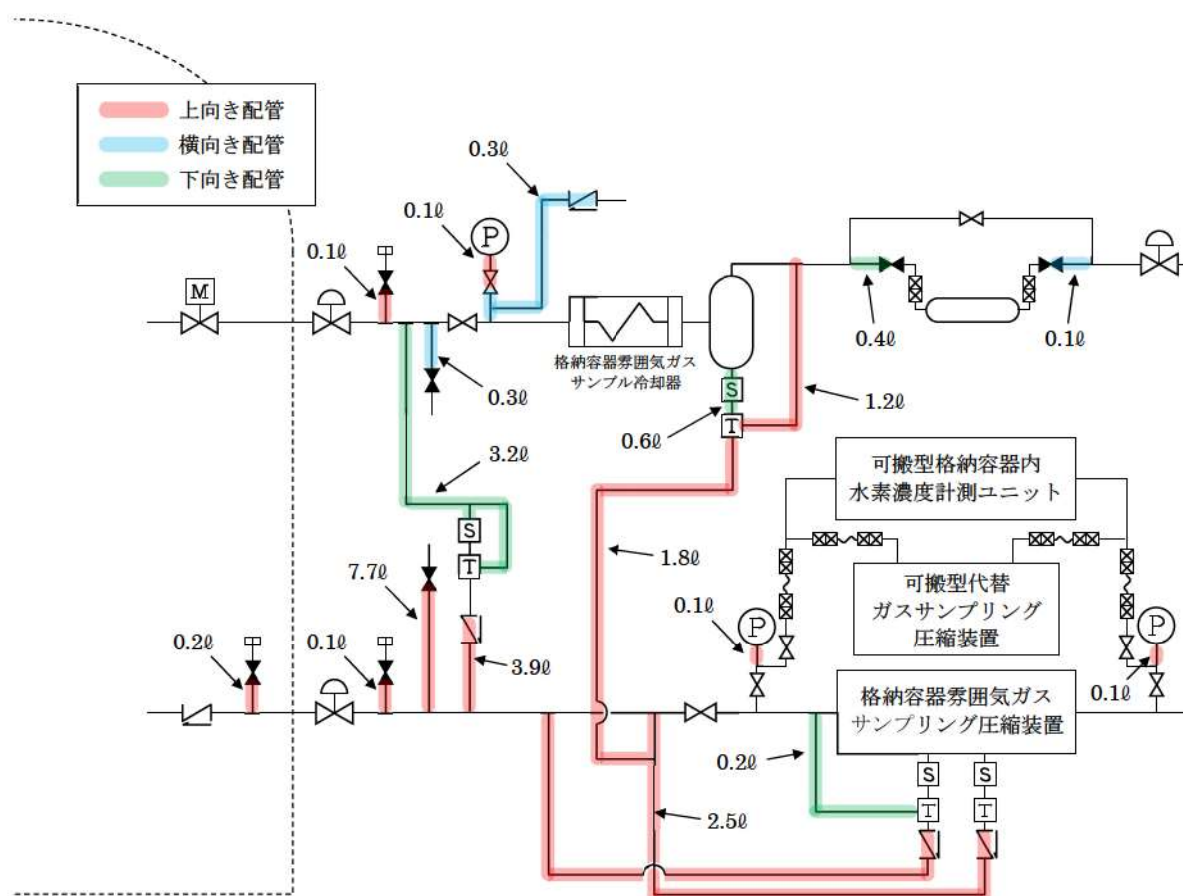 上向き配管
横向き配管
下向き配管
0.3ℓ
0.1ℓ
P
0.1ℓ
M
0.4ℓ
0.1ℓ
格納容器雰囲気ガス
サンプル冷却器
0.3ℓ
S
T
0.6ℓ
1.2ℓ
3.2ℓ
可搬型格納容器内
水素濃度計測ユニット
S
T
7.7ℓ
1.8ℓ
可搬型代替
ガスサンプリング
圧縮装置
0.1ℓ
P
P
0.2ℓ
0.1ℓ
3.9ℓ
0.1ℓ
格納容器雰囲気ガス
サンプリング圧縮装置
0.2ℓ
S
S
T
T
2.5ℓ